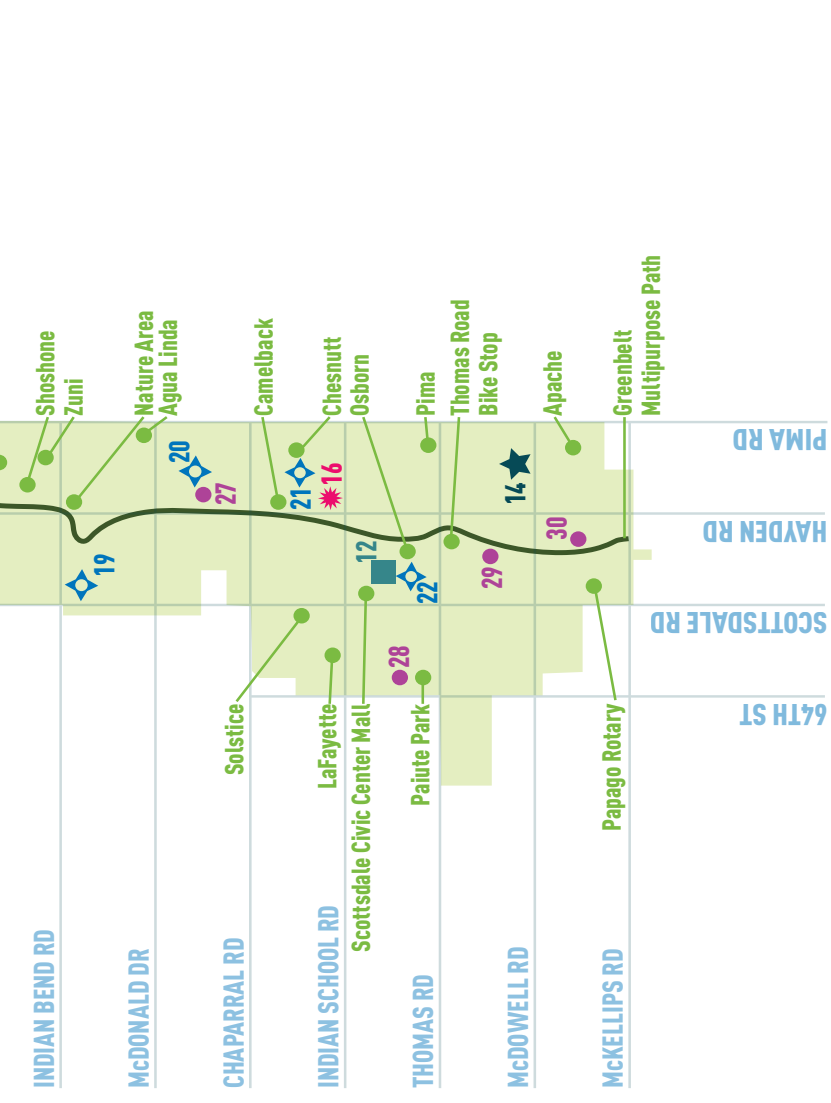 Shoshone
Zuni
Nature Area
Agua Linda
Camelback
Chesnutt
Osborn
Pima
Thomas Road
Bike Stop
Apache
Greenbelt
Multipurpose Path
PIMA RD
HAYDEN RD
SCOTTSDALE RD
64TH ST
20
27
21
16
14
19
12
22
29
30
28
Solstice
LaFayette
Scottsdale Civic Center Mall
Paiute Park
Papago Rotary
INDIAN BEND RD
McDONALD DR
CHAPARRAL RD
INDIAN SCHOOL RD
THOMAS RD
McDOWELL RD
McKELLIPS RD